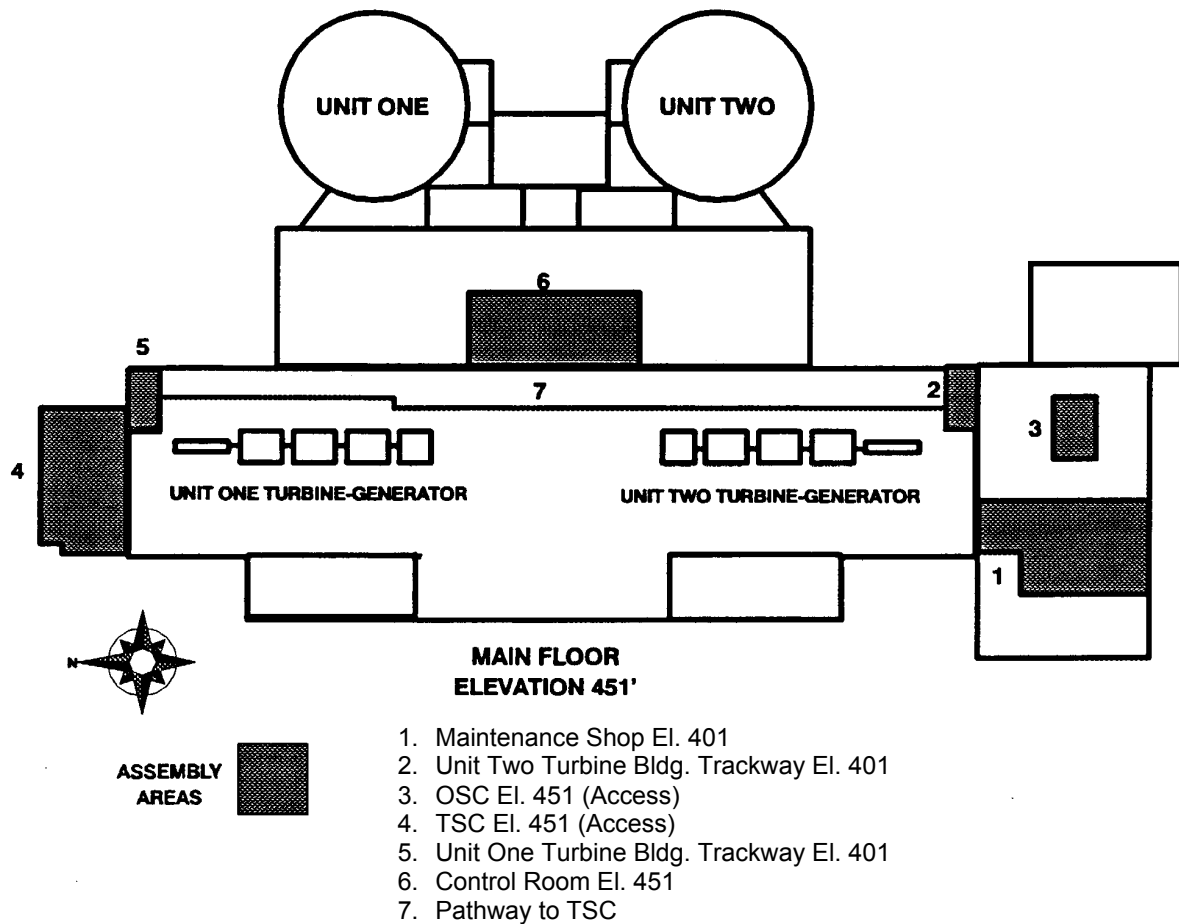 UNIT ONE
UNIT TWO
6
5
7
2
3
4
UNIT ONE TURBINE-GENERATOR
UNIT TWO TURBINE-GENERATOR
1
N
MAIN FLOOR
ELEVATION 451'
ASSEMBLY
AREAS
1. Maintenance Shop El. 401
2. Unit Two Turbine Bldg. Trackway El. 401
3. OSC El. 451 (Access)
4. TSC El. 451 (Access)
5. Unit One Turbine Bldg. Trackway El. 401
6. Control Room El. 451
7. Pathway to TSC